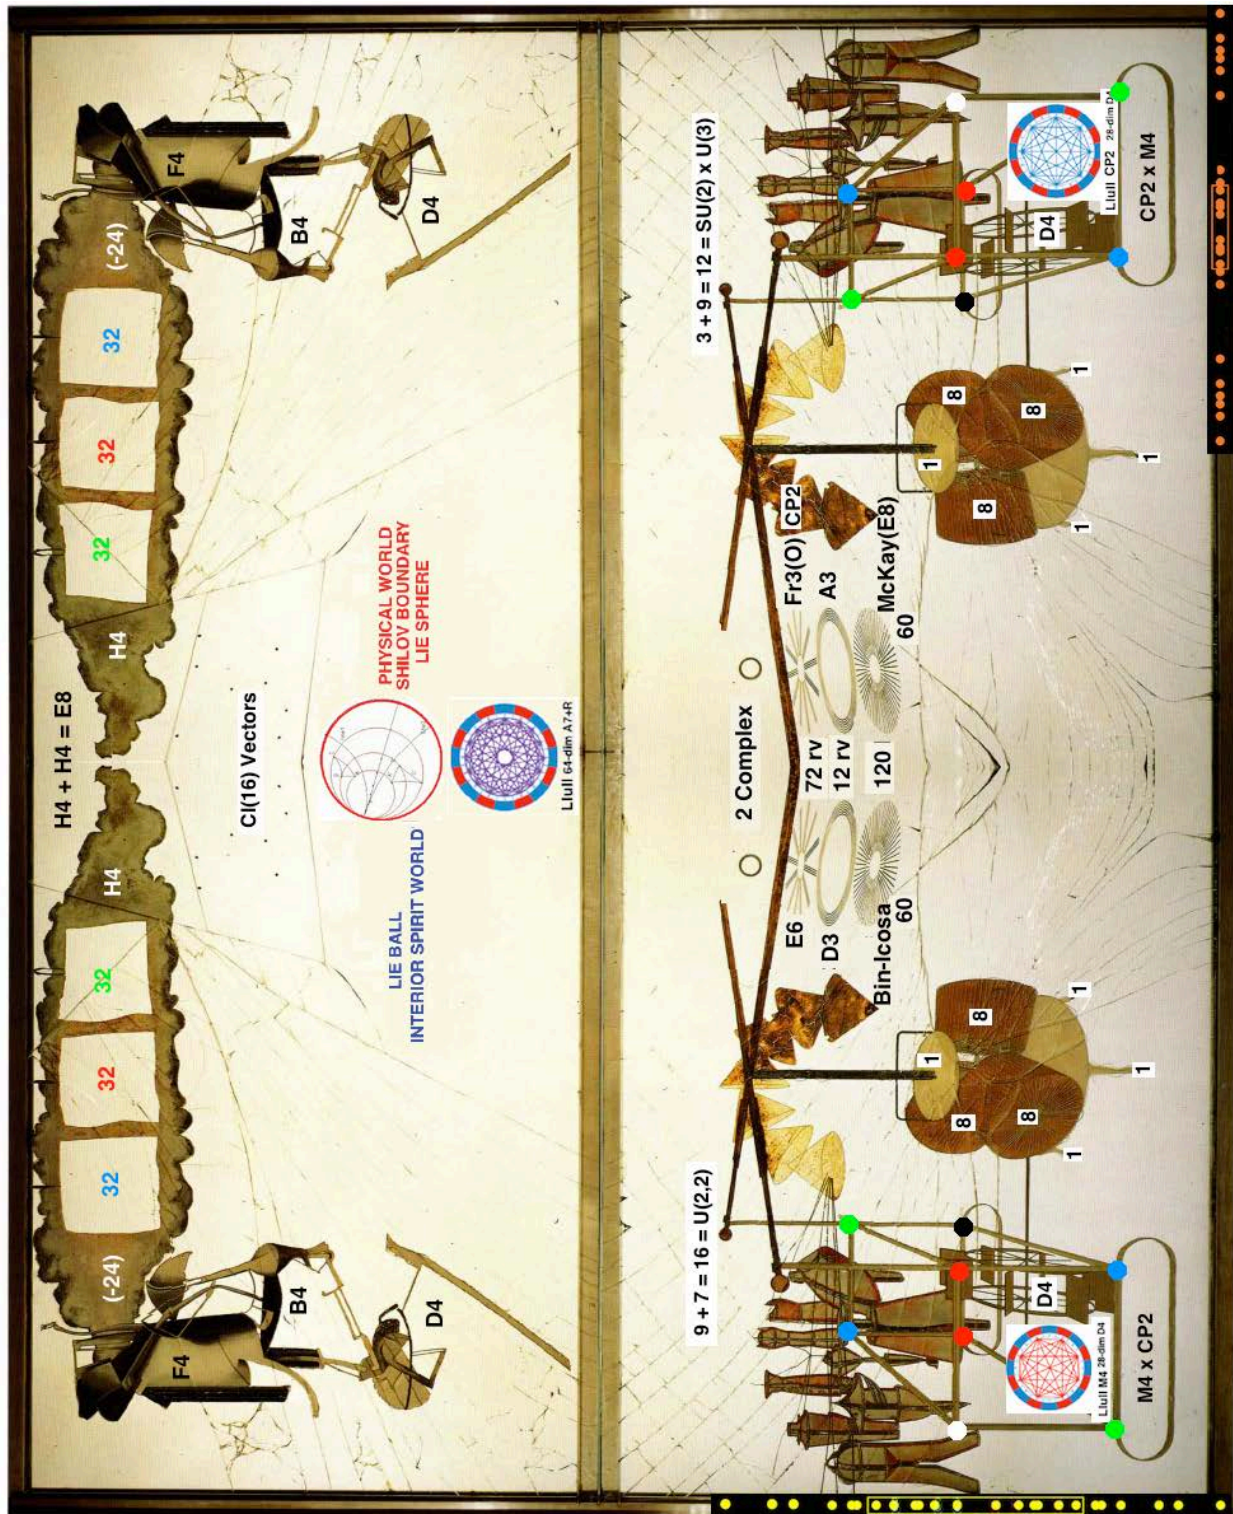 H4 + H4 = E8
(-24) 32 32 32 H4 H4 32 32 32 (-24)
F4 F4
Cl(16) Vectors
B4 B4
PHYSICAL WORLD
SHILOV BOUNDARY
LIE SPHERE
LIE BALL
INTERIOR SPIRIT WORLD
D4 D4
Llull 64-dim A7+R
9 + 7 = 16 = U(2,2)
3 + 9 = 12 = SU(2) x U(3)
2 Complex
E6 72 rv Fr3(O) CP2
D3 12 rv A3
Bin-Icosa 120 McKay(E8)
60 60
1 1
8 8 8 8
8 8
1 1 1 1
1 1
D4 D4
Llull M4 28-dim D4
Llull CP2 28-dim D4
M4 x CP2
CP2 x M4